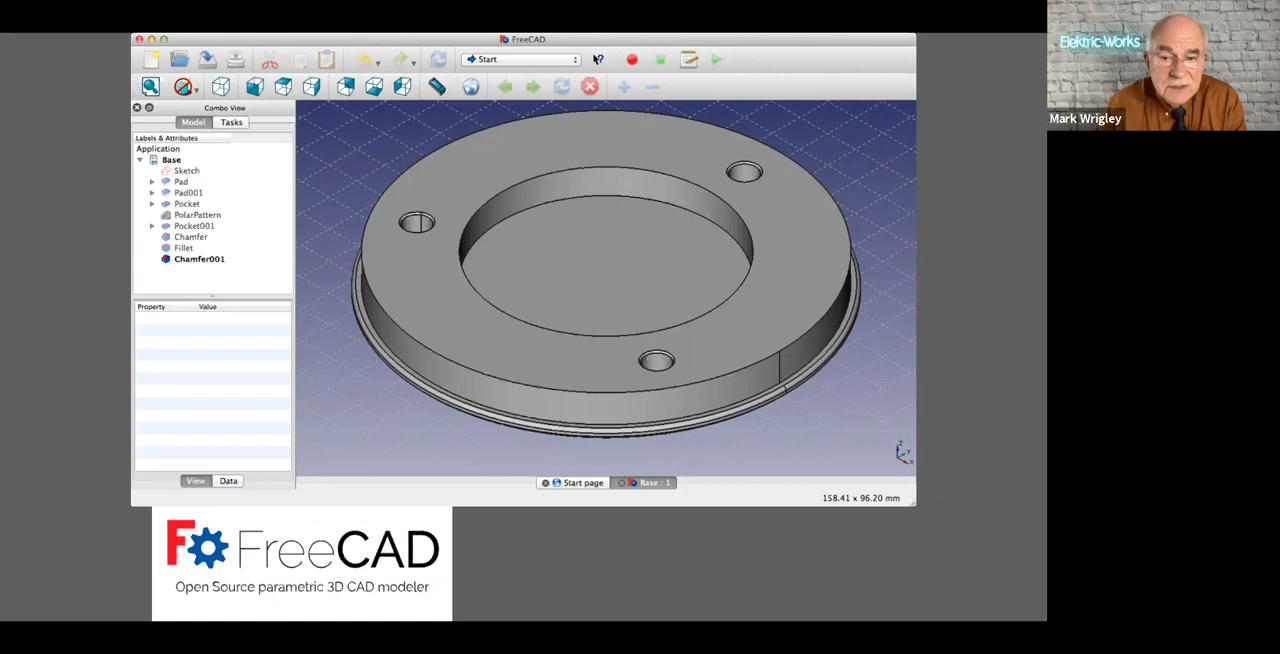 FreeCAD
Start
Combo View
Model
Tasks
Labels & Attributes
Application
Base
Sketch
Pad
Pad001
Pocket
PolarPattern
Pocket001
Chamfer
Fillet
Chamfer001
Property
Value
View
Data
Start page
Base : 1
158.41 x 96.20 mm
Z
Y
X
FreeCAD
Open Source parametric 3D CAD modeler
Elektric-Works
Mark Wrigley